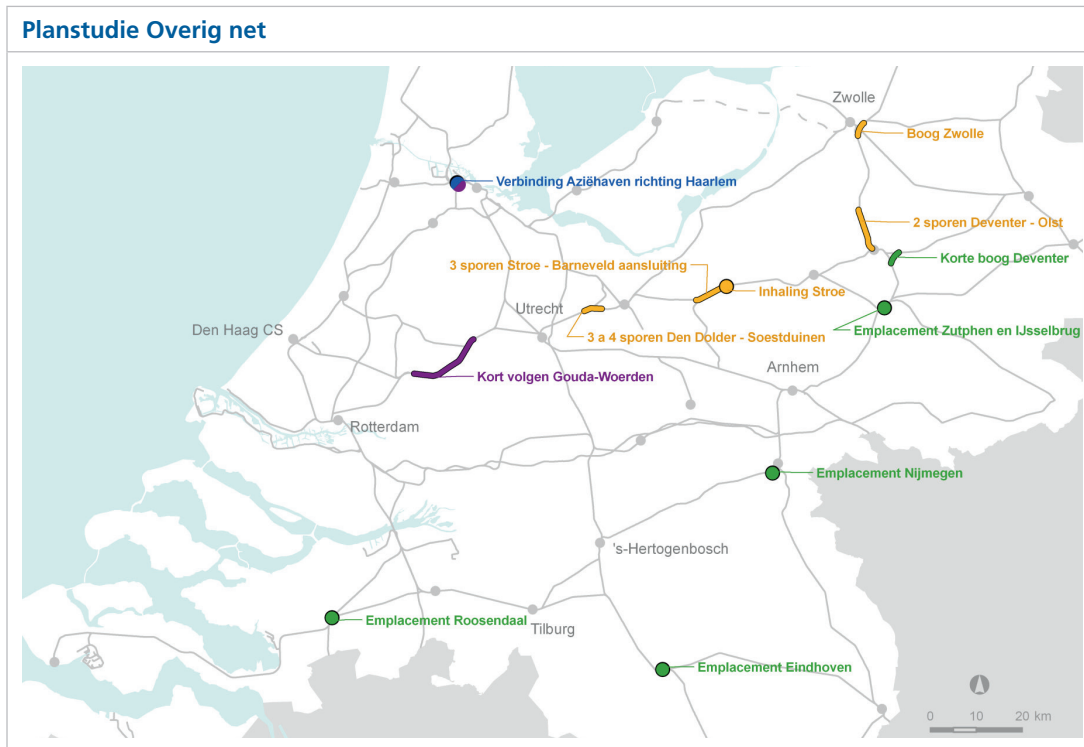 Planstudie Overig net
Zwolle
Boog Zwolle
Verbinding Aziëhaven richting Haarlem
2 sporen Deventer - Olst
Korte boog Deventer
3 sporen Stroe - Barneveld aansluiting
Inhaling Stroe
Utrecht
Emplacement Zutphen en IJsselbrug
Den Haag CS
3 a 4 sporen Den Dolder - Soestduinen
Arnhem
Kort volgen Gouda-Woerden
Rotterdam
Emplacement Nijmegen
's-Hertogenbosch
Emplacement Roosendaal
Tilburg
Emplacement Eindhoven
0 10 20 km